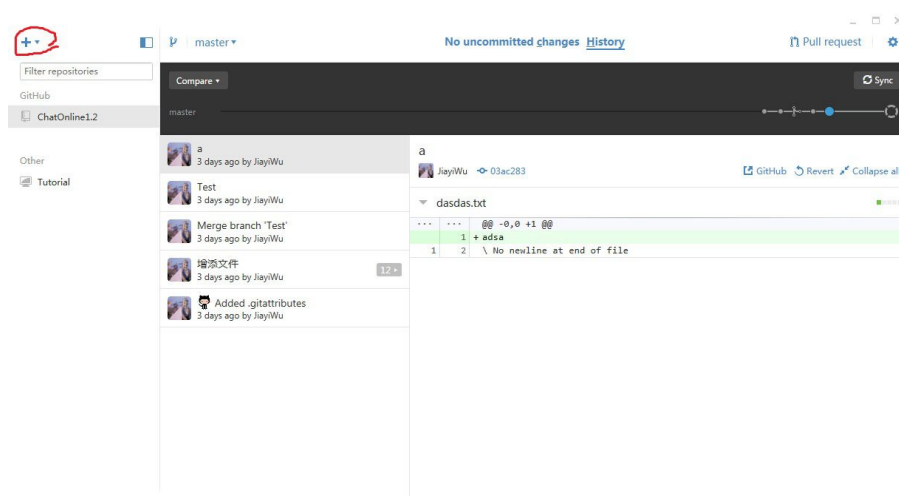 master
No uncommitted changes History
Pull request
Filter repositories
GitHub
ChatOnline1.2
Other
Tutorial
Compare
Sync
master
a
3 days ago by JiayiWu
Test
3 days ago by JiayiWu
Merge branch 'Test'
3 days ago by JiayiWu
增添文件
3 days ago by JiayiWu
12
Added .gitattributes
3 days ago by JiayiWu
a
JiayiWu 03ac283
GitHub Revert Collapse all
dasdas.txt
... ... @@ -0,0 +1 @@
1 + adsa
1 2 \ No newline at end of file